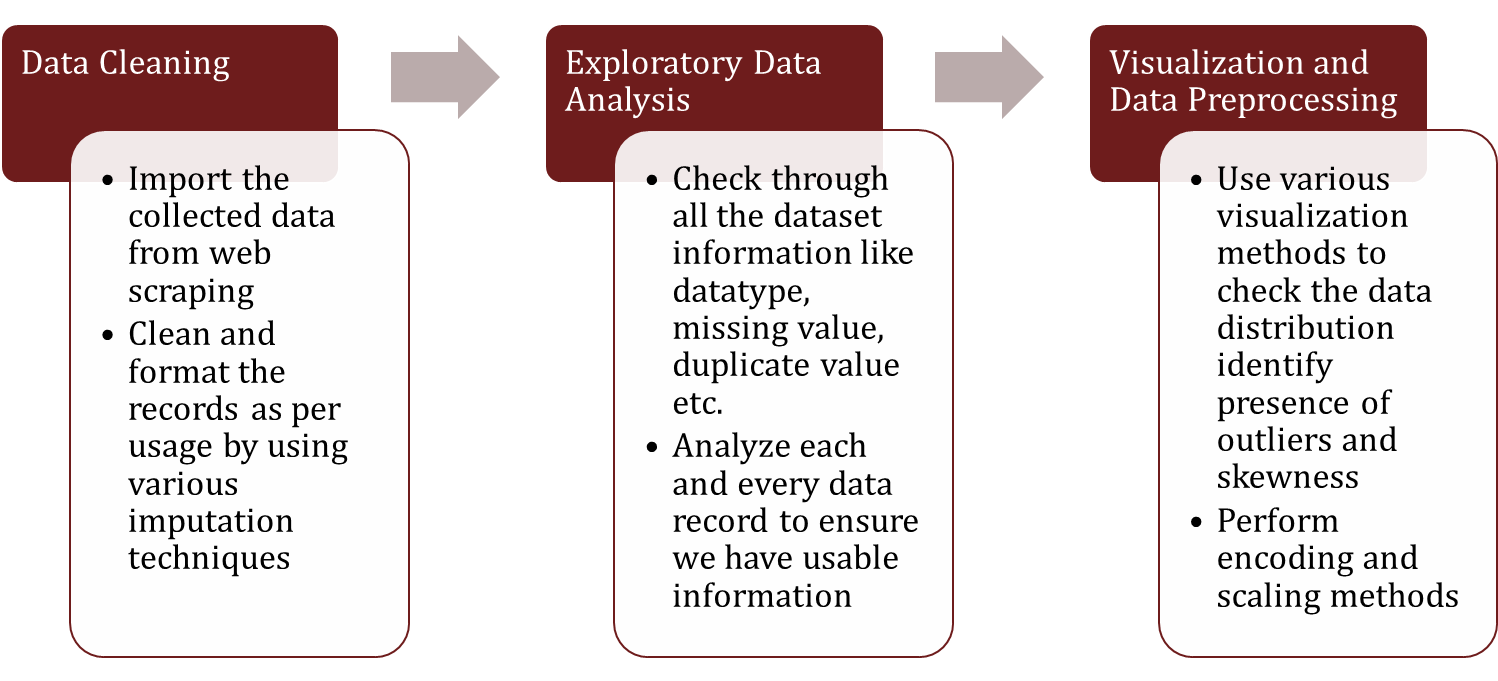 Data Cleaning
• Import the
collected data
from web
scraping
• Clean and
format the
records as per
usage by using
various
imputation
techniques
Exploratory Data
Analysis
• Check through
all the dataset
information like
datatype,
missing value,
duplicate value
etc.
• Analyze each
and every data
record to ensure
we have usable
information
Visualization and
Data Preprocessing
• Use various
visualization
methods to
check the data
distribution
identify
presence of
outliers and
skewness
• Perform
encoding and
scaling methods